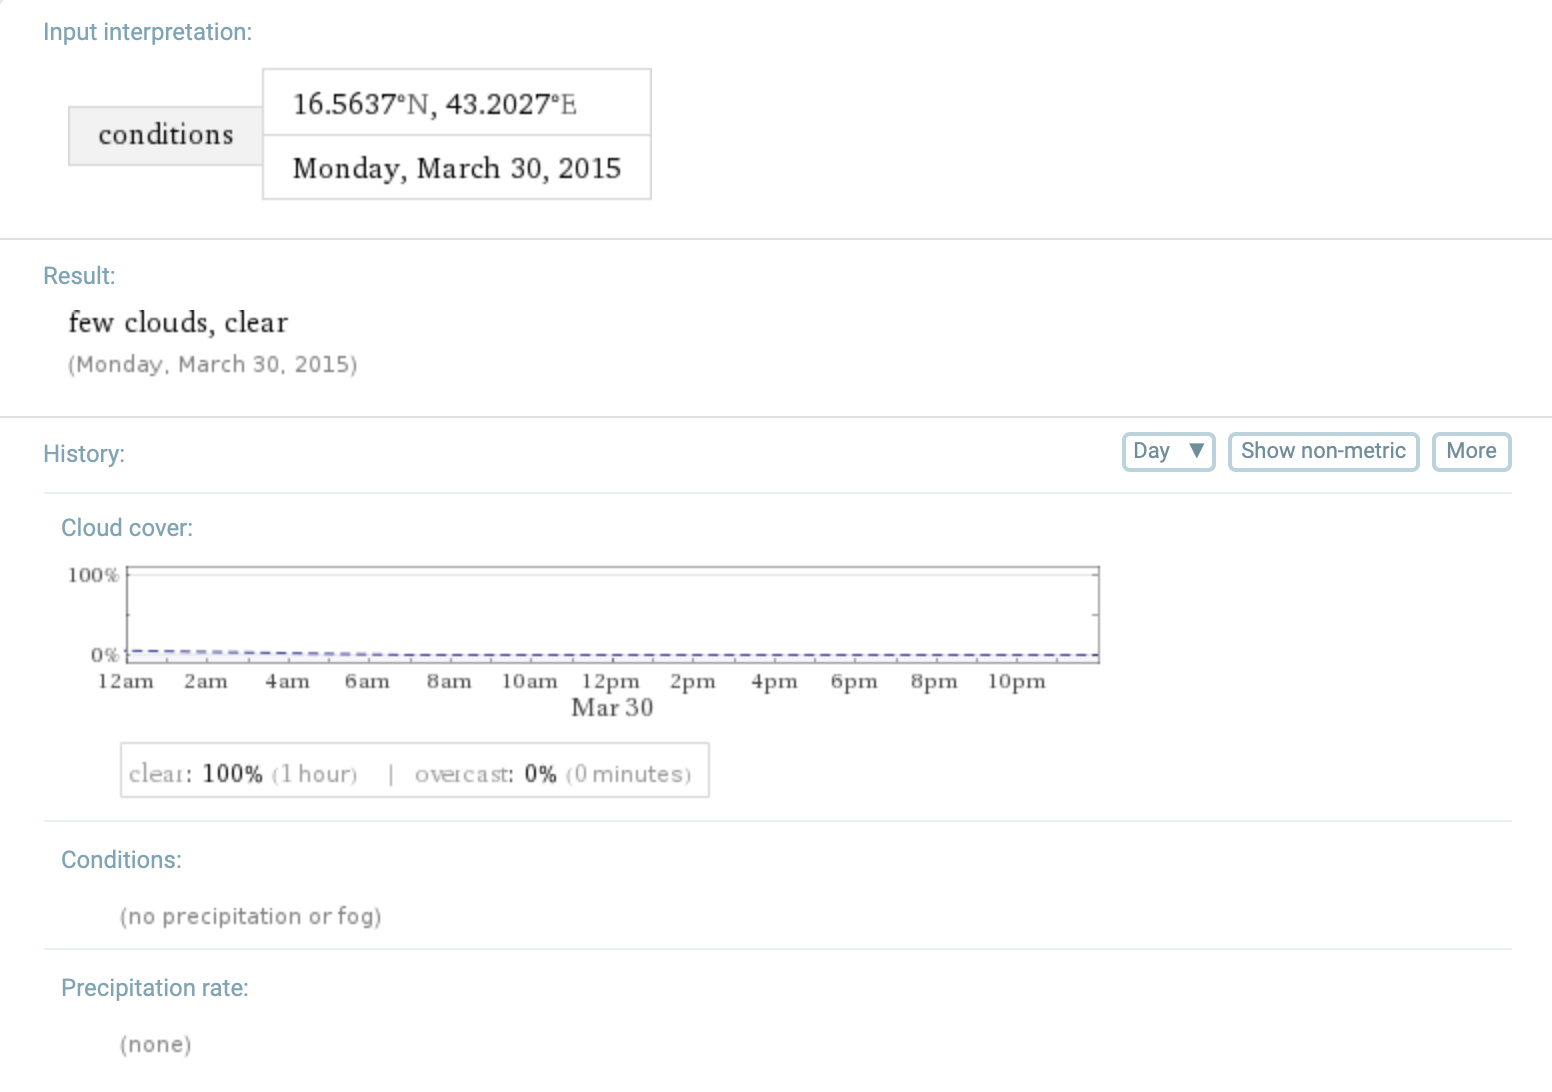 Input interpretation:
conditions
16.5637°N, 43.2027°E
Monday, March 30, 2015
Result:
few clouds, clear
(Monday, March 30, 2015)
History:
Day ▼ Show non-metric More
Cloud cover:
100%
0%
12am 2am 4am 6am 8am 10am 12pm 2pm 4pm 6pm 8pm 10pm
Mar 30
clear: 100% (1 hour) | overcast: 0% (0 minutes)
Conditions:
(no precipitation or fog)
Precipitation rate:
(none)